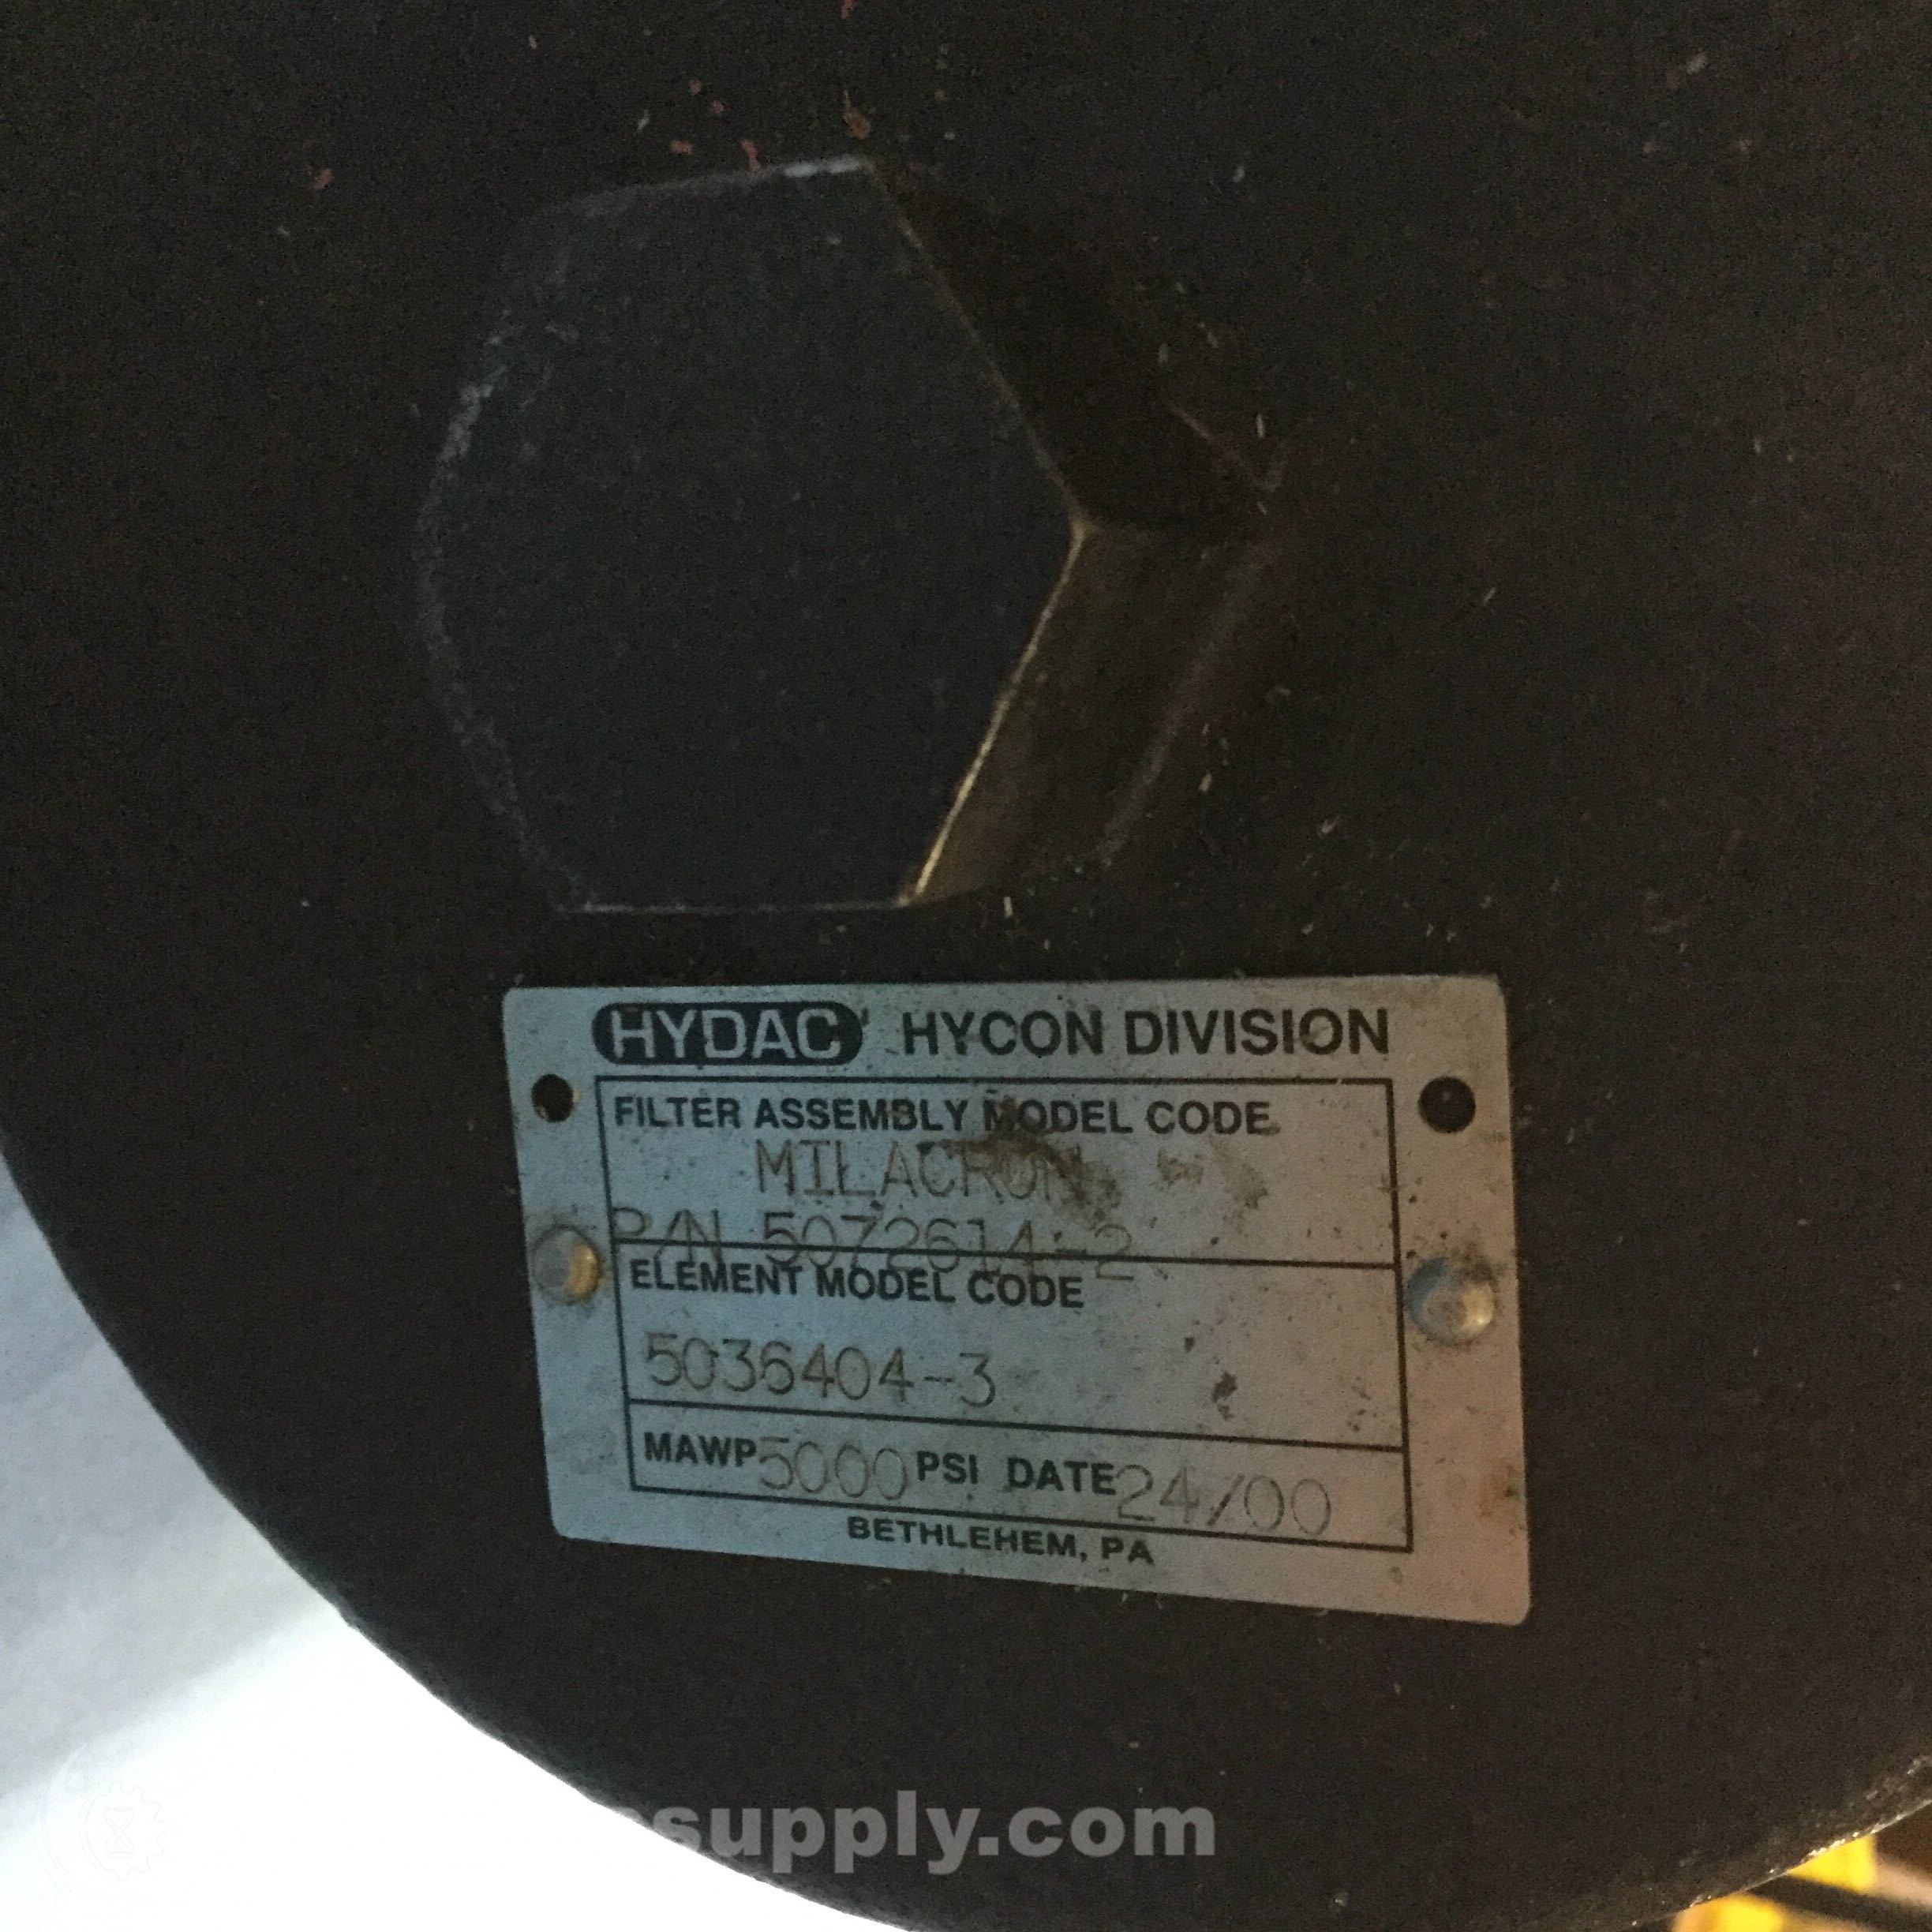 HYDAC HYCON DIVISION
FILTER ASSEMBLY MODEL CODE
MILACRON
P/N 5072614-2
ELEMENT MODEL CODE
5036404-3
MAWP 5000 PSI DATE 24/00
BETHLEHEM, PA
supply.com